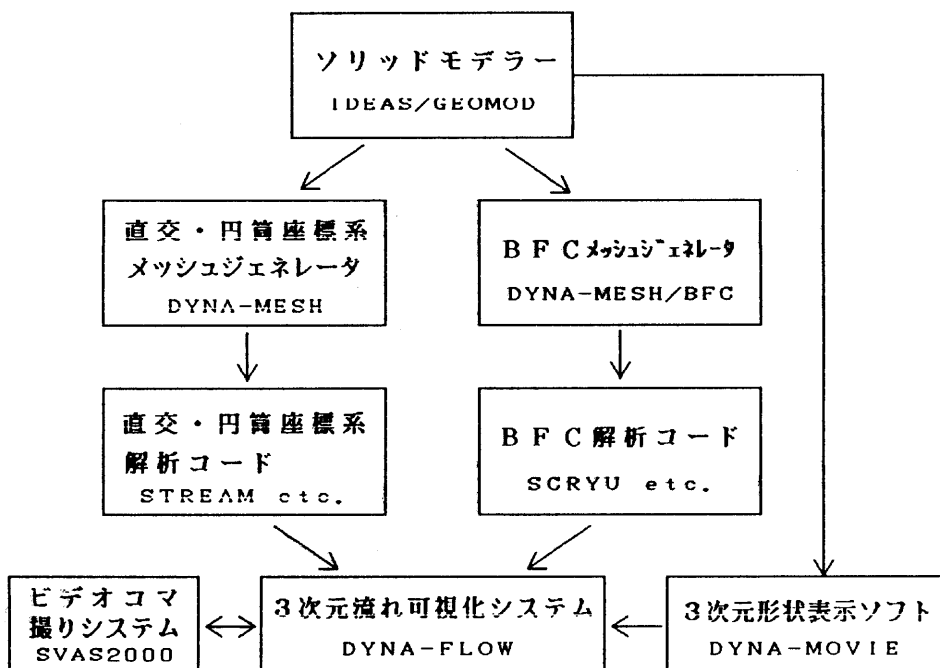 ソリッドモデラー
IDEAS/GEOMOD
直交・円筒座標系
メッシュジェネレータ
DYNA-MESH
BFCメッシュジェネレータ
DYNA-MESH/BFC
直交・円筒座標系
解析コード
STREAM etc.
BFC解析コード
SCRYU etc.
ビデオコマ
撮りシステム
SVAS2000
3次元流れ可視化システム
DYNA-FLOW
3次元形状表示ソフト
DYNA-MOVIE